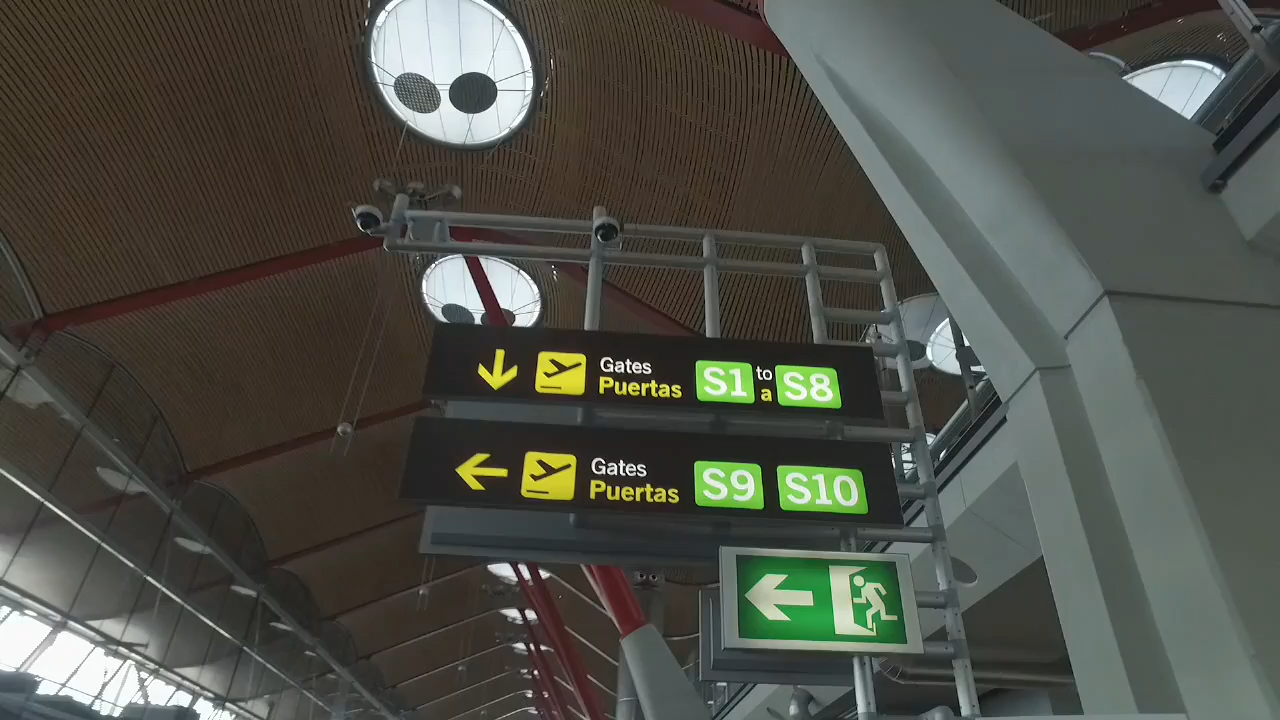 Gates S1 to S8
Puertas a
Gates S9 S10
Puertas